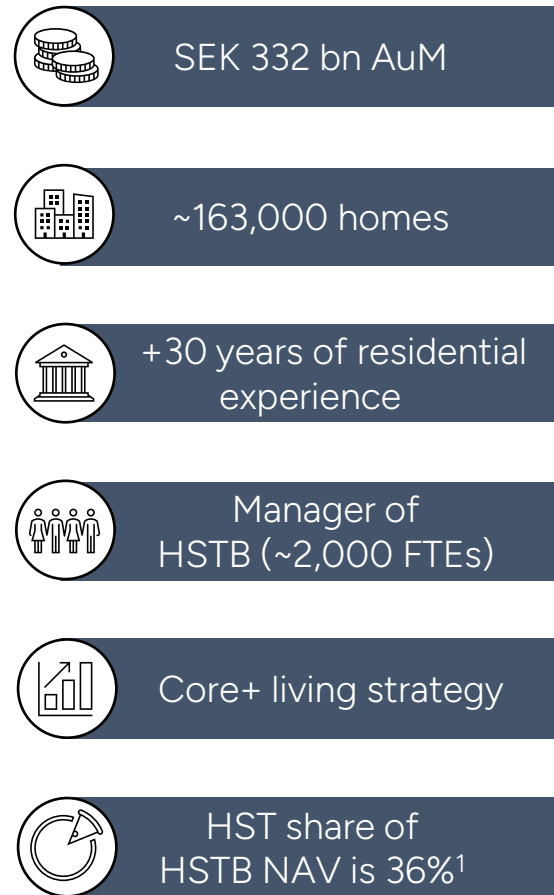 SEK 332 bn AuM
~163,000 homes
+30 years of residential
experience
Manager of
HSTB (~2,000 FTEs)
Core+ living strategy
HST share of
HSTB NAV is 36%¹